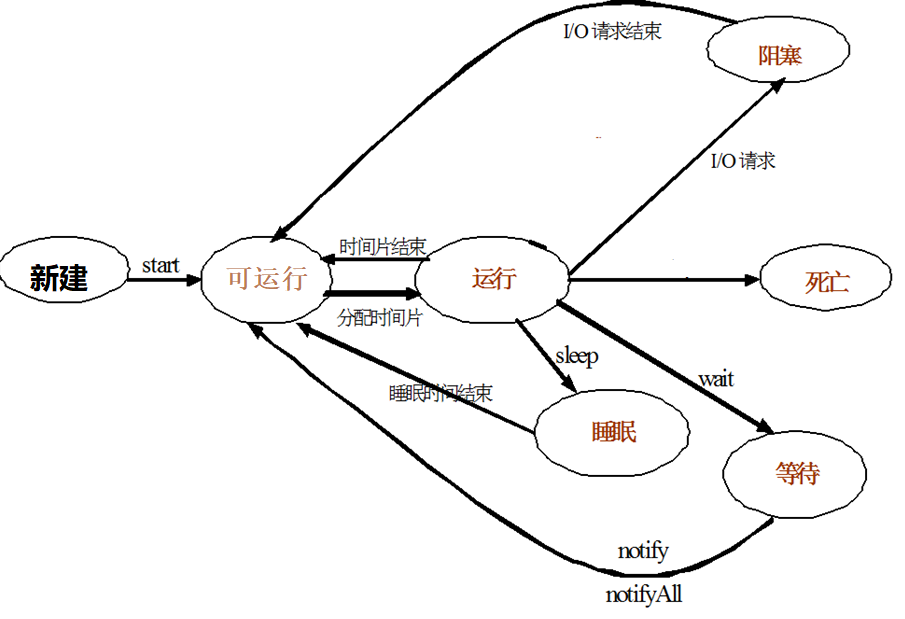 I/O 请求结束
阻塞
I/O 请求
新建
start
可运行
时间片结束
分配时间片
运行
死亡
sleep
wait
睡眠时间结束
睡眠
等待
notify
notifyAll